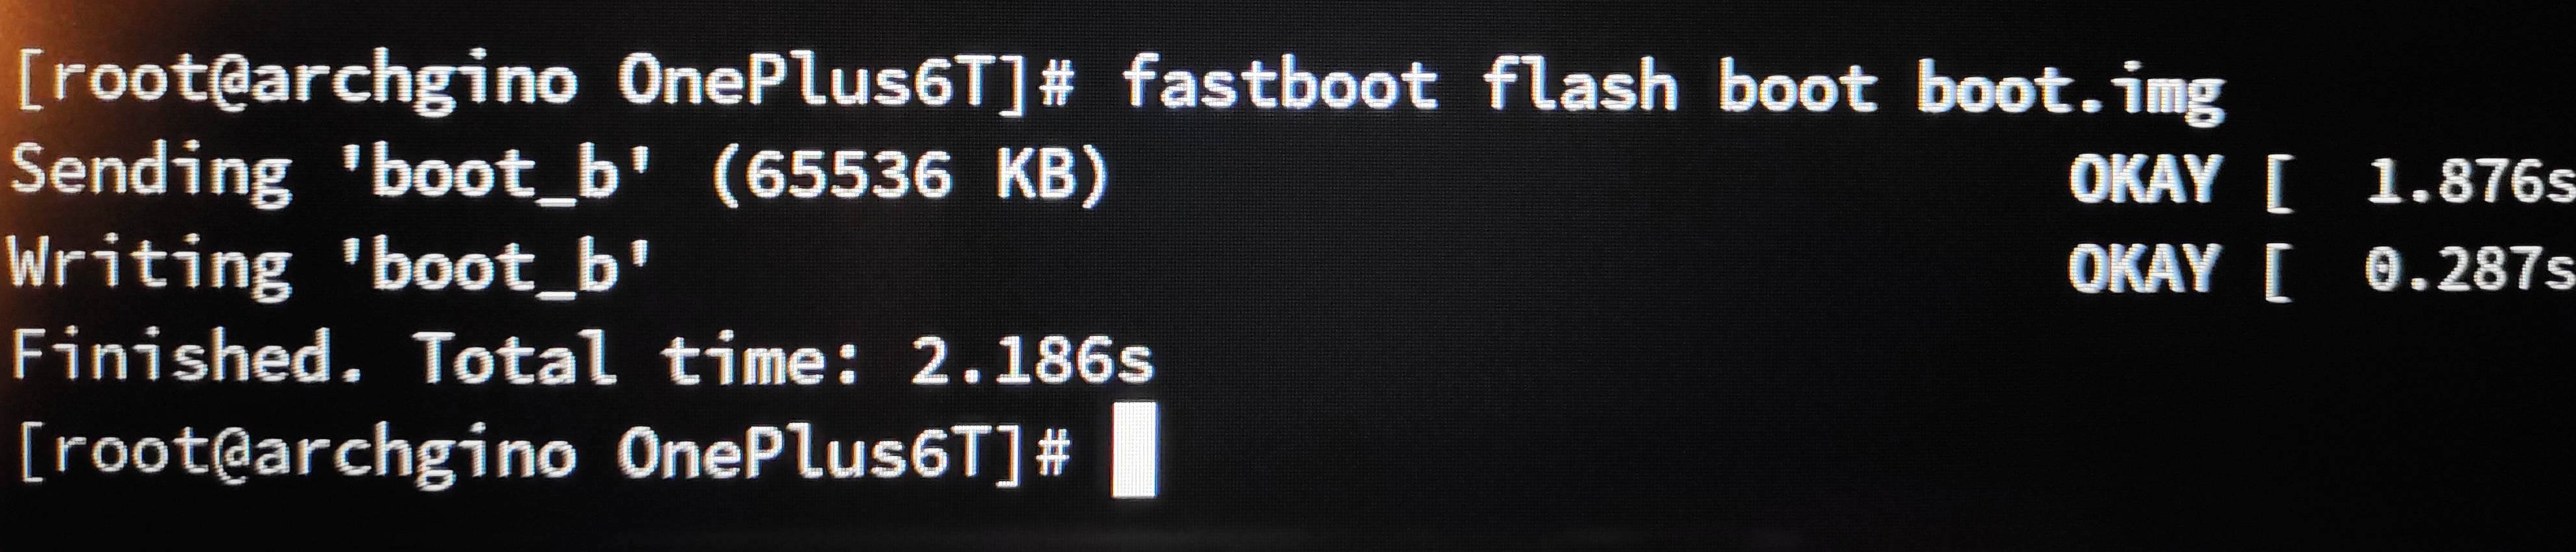 [root@archgino OnePlus6T]# fastboot flash boot boot.img
Sending 'boot_b' (65536 KB) OKAY [ 1.876s
Writing 'boot_b' OKAY [ 0.287s
Finished. Total time: 2.186s
[root@archgino OnePlus6T]#